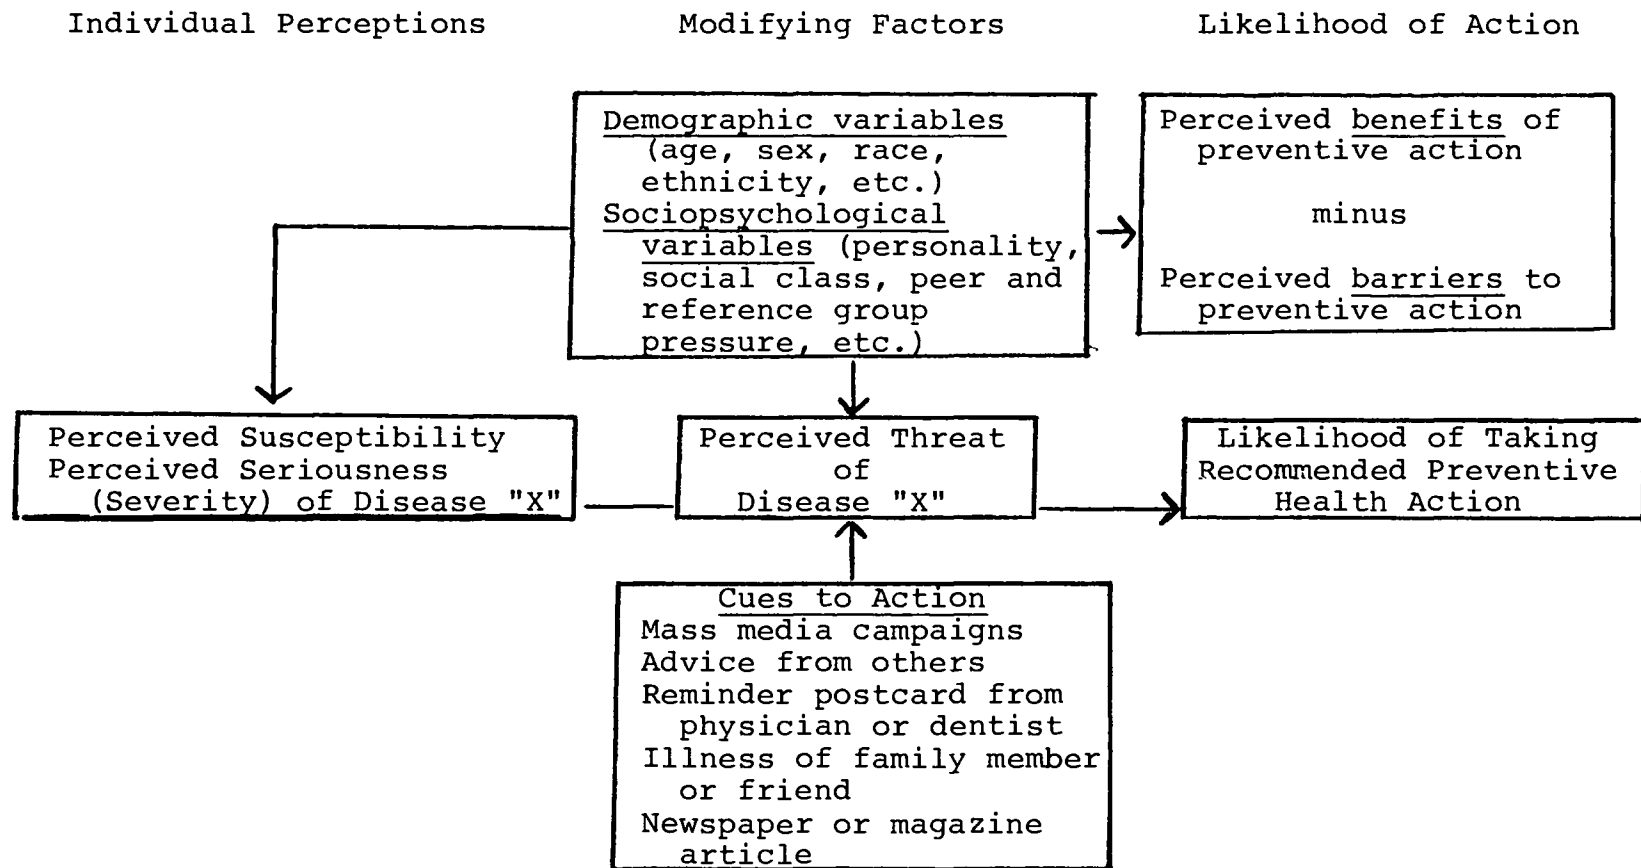 Individual Perceptions
Modifying Factors
Likelihood of Action
Demographic variables
(age, sex, race,
ethnicity, etc.)
Sociopsychological
variables (personality,
social class, peer and
reference group
pressure, etc.)
Perceived benefits of
preventive action
minus
Perceived barriers to
preventive action
Perceived Susceptibility
Perceived Seriousness
(Severity) of Disease "X"
Perceived Threat
of
Disease "X"
Likelihood of Taking
Recommended Preventive
Health Action
Cues to Action
Mass media campaigns
Advice from others
Reminder postcard from
physician or dentist
Illness of family member
or friend
Newspaper or magazine
article